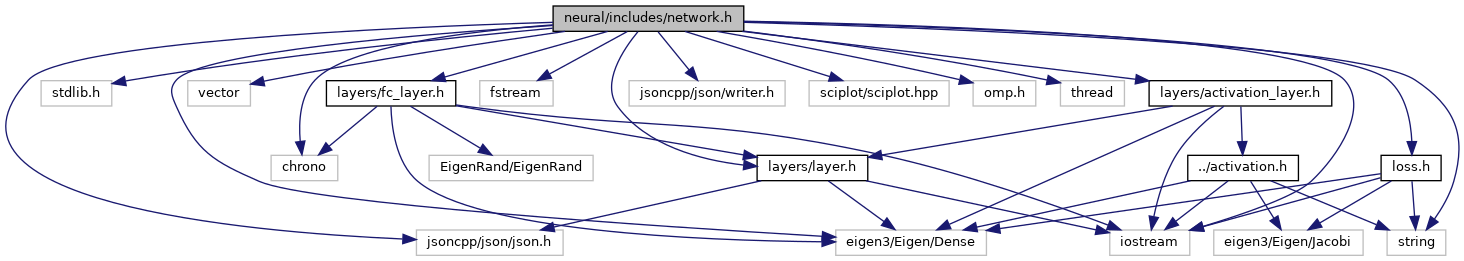 neural/includes/network.h
stdlib.h
vector
layers/fc_layer.h
fstream
jsoncpp/json/writer.h
sciplot/sciplot.hpp
omp.h
thread
layers/activation_layer.h
chrono
EigenRand/EigenRand
layers/layer.h
../activation.h
loss.h
jsoncpp/json/json.h
eigen3/Eigen/Dense
iostream
eigen3/Eigen/Jacobi
string